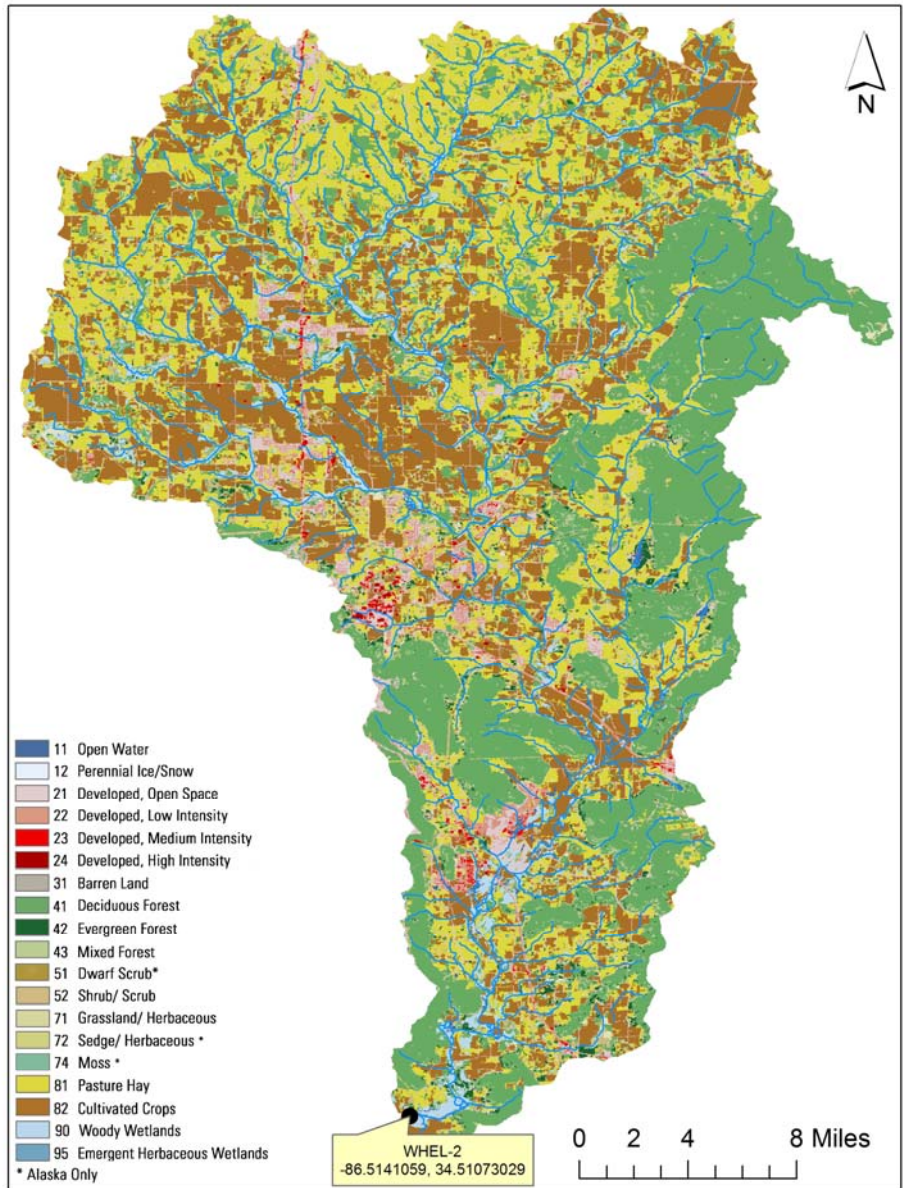 N
11 Open Water
12 Perennial Ice/Snow
21 Developed, Open Space
22 Developed, Low Intensity
23 Developed, Medium Intensity
24 Developed, High Intensity
31 Barren Land
41 Deciduous Forest
42 Evergreen Forest
43 Mixed Forest
51 Dwarf Scrub*
52 Shrub/ Scrub
71 Grassland/ Herbaceous
72 Sedge/ Herbaceous *
74 Moss *
81 Pasture Hay
82 Cultivated Crops
90 Woody Wetlands
95 Emergent Herbaceous Wetlands
* Alaska Only
WHEL-2
-86.5141059, 34.51073029
0 2 4 8 Miles